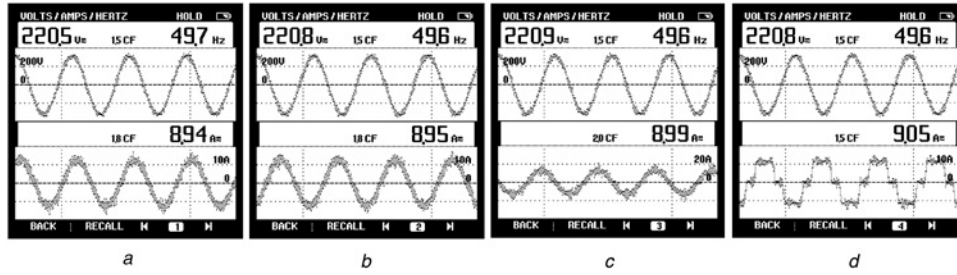 VOLTS/AMPS/HERTZ HOLD
220.5 V≂ 1.5 CF 49.7 Hz
200V
0
1.8 CF 8.94 A≂
10A
0
BACK RECALL 1
a
VOLTS/AMPS/HERTZ HOLD
220.8 V≂ 1.5 CF 49.6 Hz
200V
0
1.8 CF 8.95 A≂
10A
0
BACK RECALL 2
b
VOLTS/AMPS/HERTZ HOLD
220.9 V≂ 1.5 CF 49.6 Hz
200V
0
2.0 CF 8.99 A≂
20A
0
BACK RECALL 3
c
VOLTS/AMPS/HERTZ HOLD
220.8 V≂ 1.5 CF 49.6 Hz
200V
0
1.5 CF 9.05 A≂
10A
0
BACK RECALL 4
d